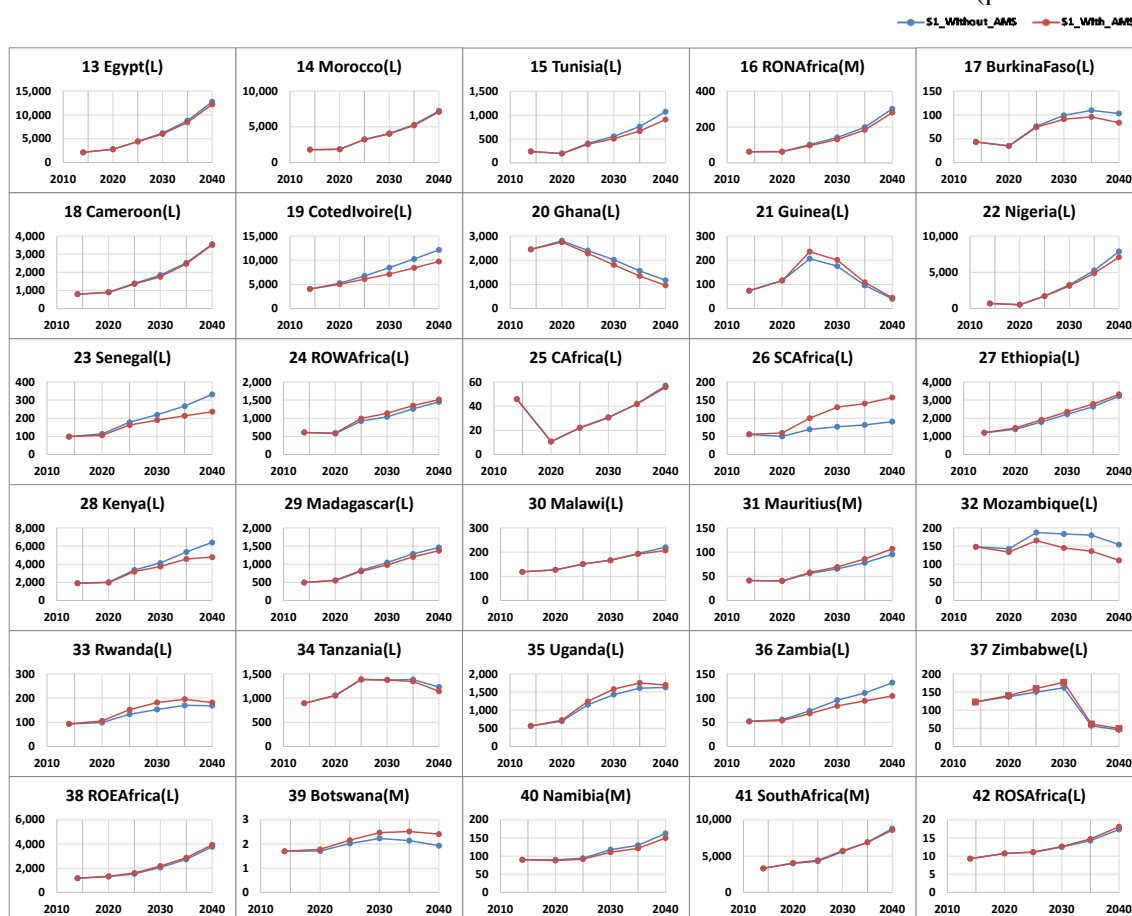 (p
S1_Without_AMS S1_With_AMS
13 Egypt(L) 14 Morocco(L) 15 Tunisia(L) 16 RONAfrica(M) 17 BurkinaFaso(L)
15,000 10,000 1,500 400 150
10,000 1,000 100
5,000 200
5,000 500 50
0 0 0 0 0
2010 2020 2030 2040 2010 2020 2030 2040 2010 2020 2030 2040 2010 2020 2030 2040 2010 2020 2030 2040
18 Cameroon(L) 19 CotedIvoire(L) 20 Ghana(L) 21 Guinea(L) 22 Nigeria(L)
4,000 15,000 3,000 300 10,000
3,000 10,000 2,000 200
2,000 5,000
1,000 5,000 1,000 100
0 0 0 0 0
2010 2020 2030 2040 2010 2020 2030 2040 2010 2020 2030 2040 2010 2020 2030 2040 2010 2020 2030 2040
23 Senegal(L) 24 ROWAfrica(L) 25 CAfrica(L) 26 SCAfrica(L) 27 Ethiopia(L)
400 2,000 60 200 4,000
300 1,500 40 150 3,000
200 1,000 100 2,000
100 500 20 50 1,000
0 0 0 0 0
2010 2020 2030 2040 2010 2020 2030 2040 2010 2020 2030 2040 2010 2020 2030 2040 2010 2020 2030 2040
28 Kenya(L) 29 Madagascar(L) 30 Malawi(L) 31 Mauritius(M) 32 Mozambique(L)
8,000 2,000 300 150 200
6,000 1,500 200 100 150
4,000 1,000 100
2,000 500 100 50 50
0 0 0 0 0
2010 2020 2030 2040 2010 2020 2030 2040 2010 2020 2030 2040 2010 2020 2030 2040 2010 2020 2030 2040
33 Rwanda(L) 34 Tanzania(L) 35 Uganda(L) 36 Zambia(L) 37 Zimbabwe(L)
300 1,500 2,000 150 200
200 1,000 1,500 100 150
1,000 100
100 500 500 50 50
0 0 0 0 0
2010 2020 2030 2040 2010 2020 2030 2040 2010 2020 2030 2040 2010 2020 2030 2040 2010 2020 2030 2040
38 ROEAfrica(L) 39 Botswana(M) 40 Namibia(M) 41 SouthAfrica(M) 42 ROSAfrica(L)
6,000 3 200 10,000 20
4,000 2 150 15
100 5,000 10
2,000 1 50 5
0 0 0 0 0
2010 2020 2030 2040 2010 2020 2030 2040 2010 2020 2030 2040 2010 2020 2030 2040 2010 2020 2030 2040